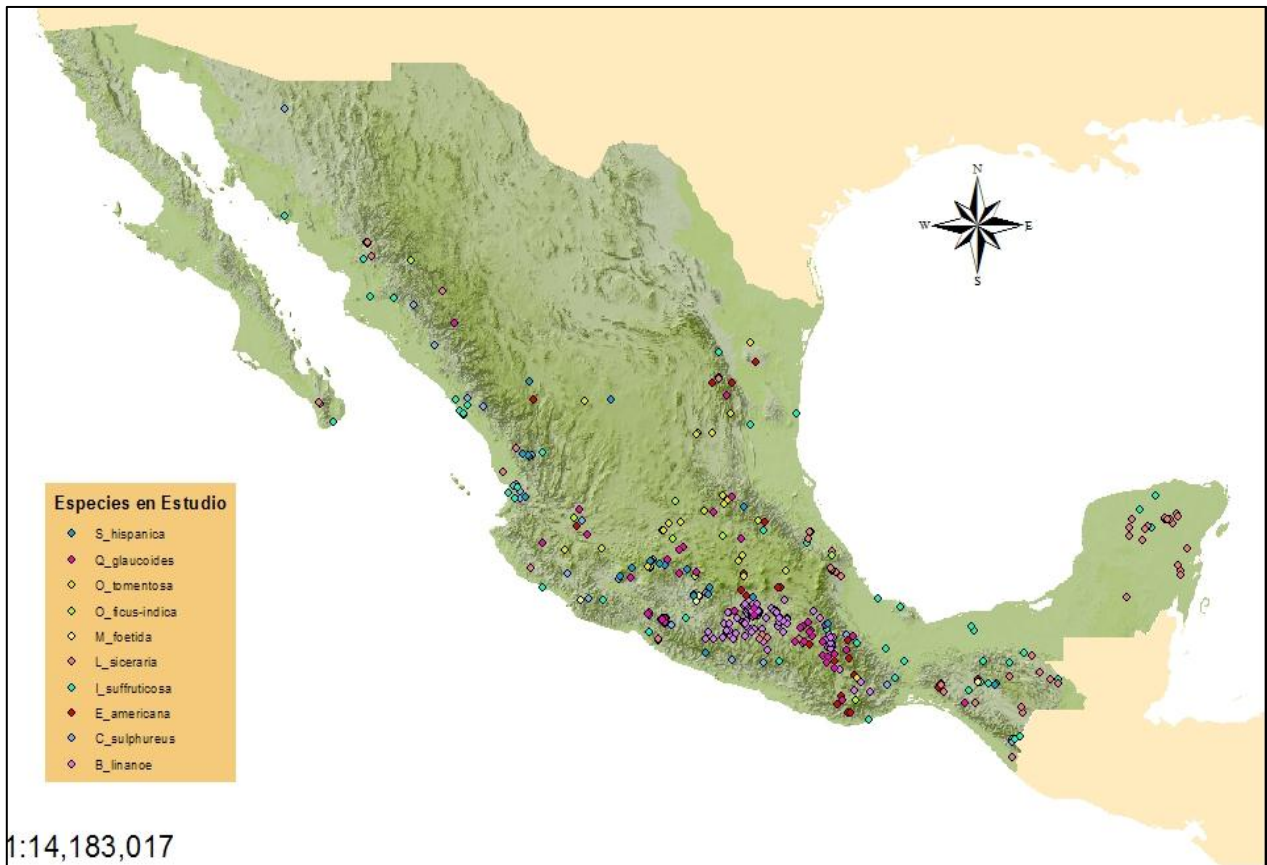 N
W
E
S
Especies en Estudio
S_hispanica
Q_glaucoides
O_tomentosa
O_ficus-indica
M_foetida
L_siceraria
I_suffruticosa
E_americana
C_sulphureus
B_linanoe
1:14,183,017